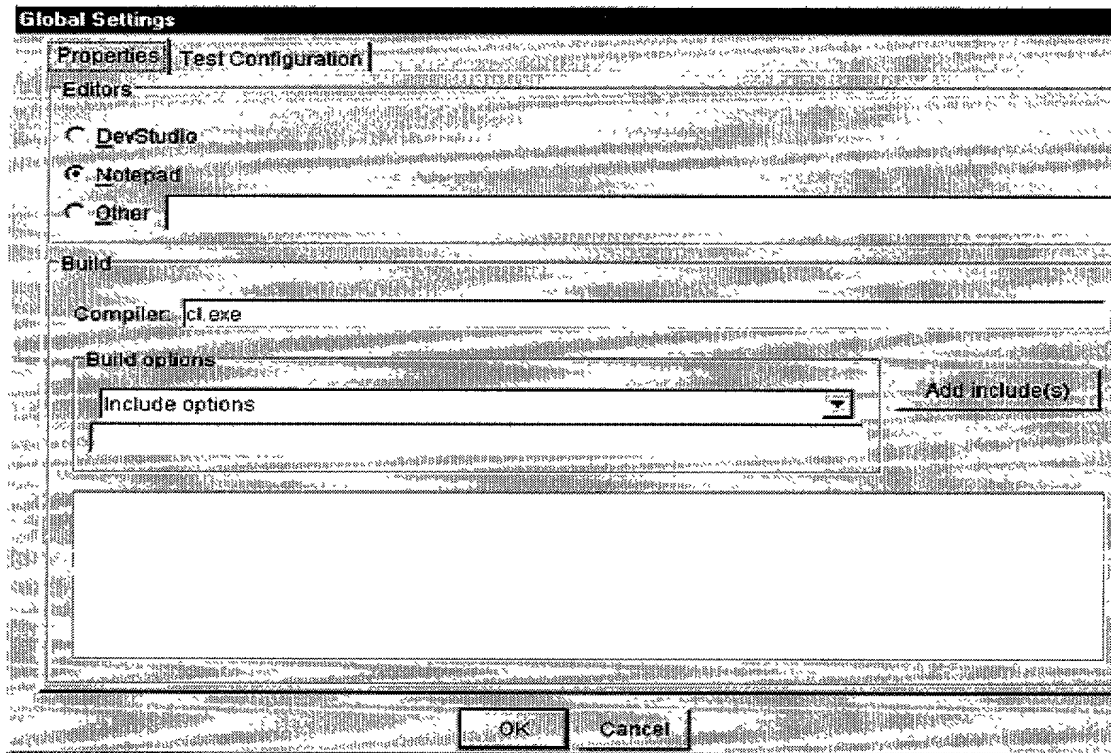 Global Settings
Properties Test Configuration
Editors
DevStudio
Notepad
Other
Build
Compiler: cl.exe
Build options
Include options
Add include(s)
OK Cancel